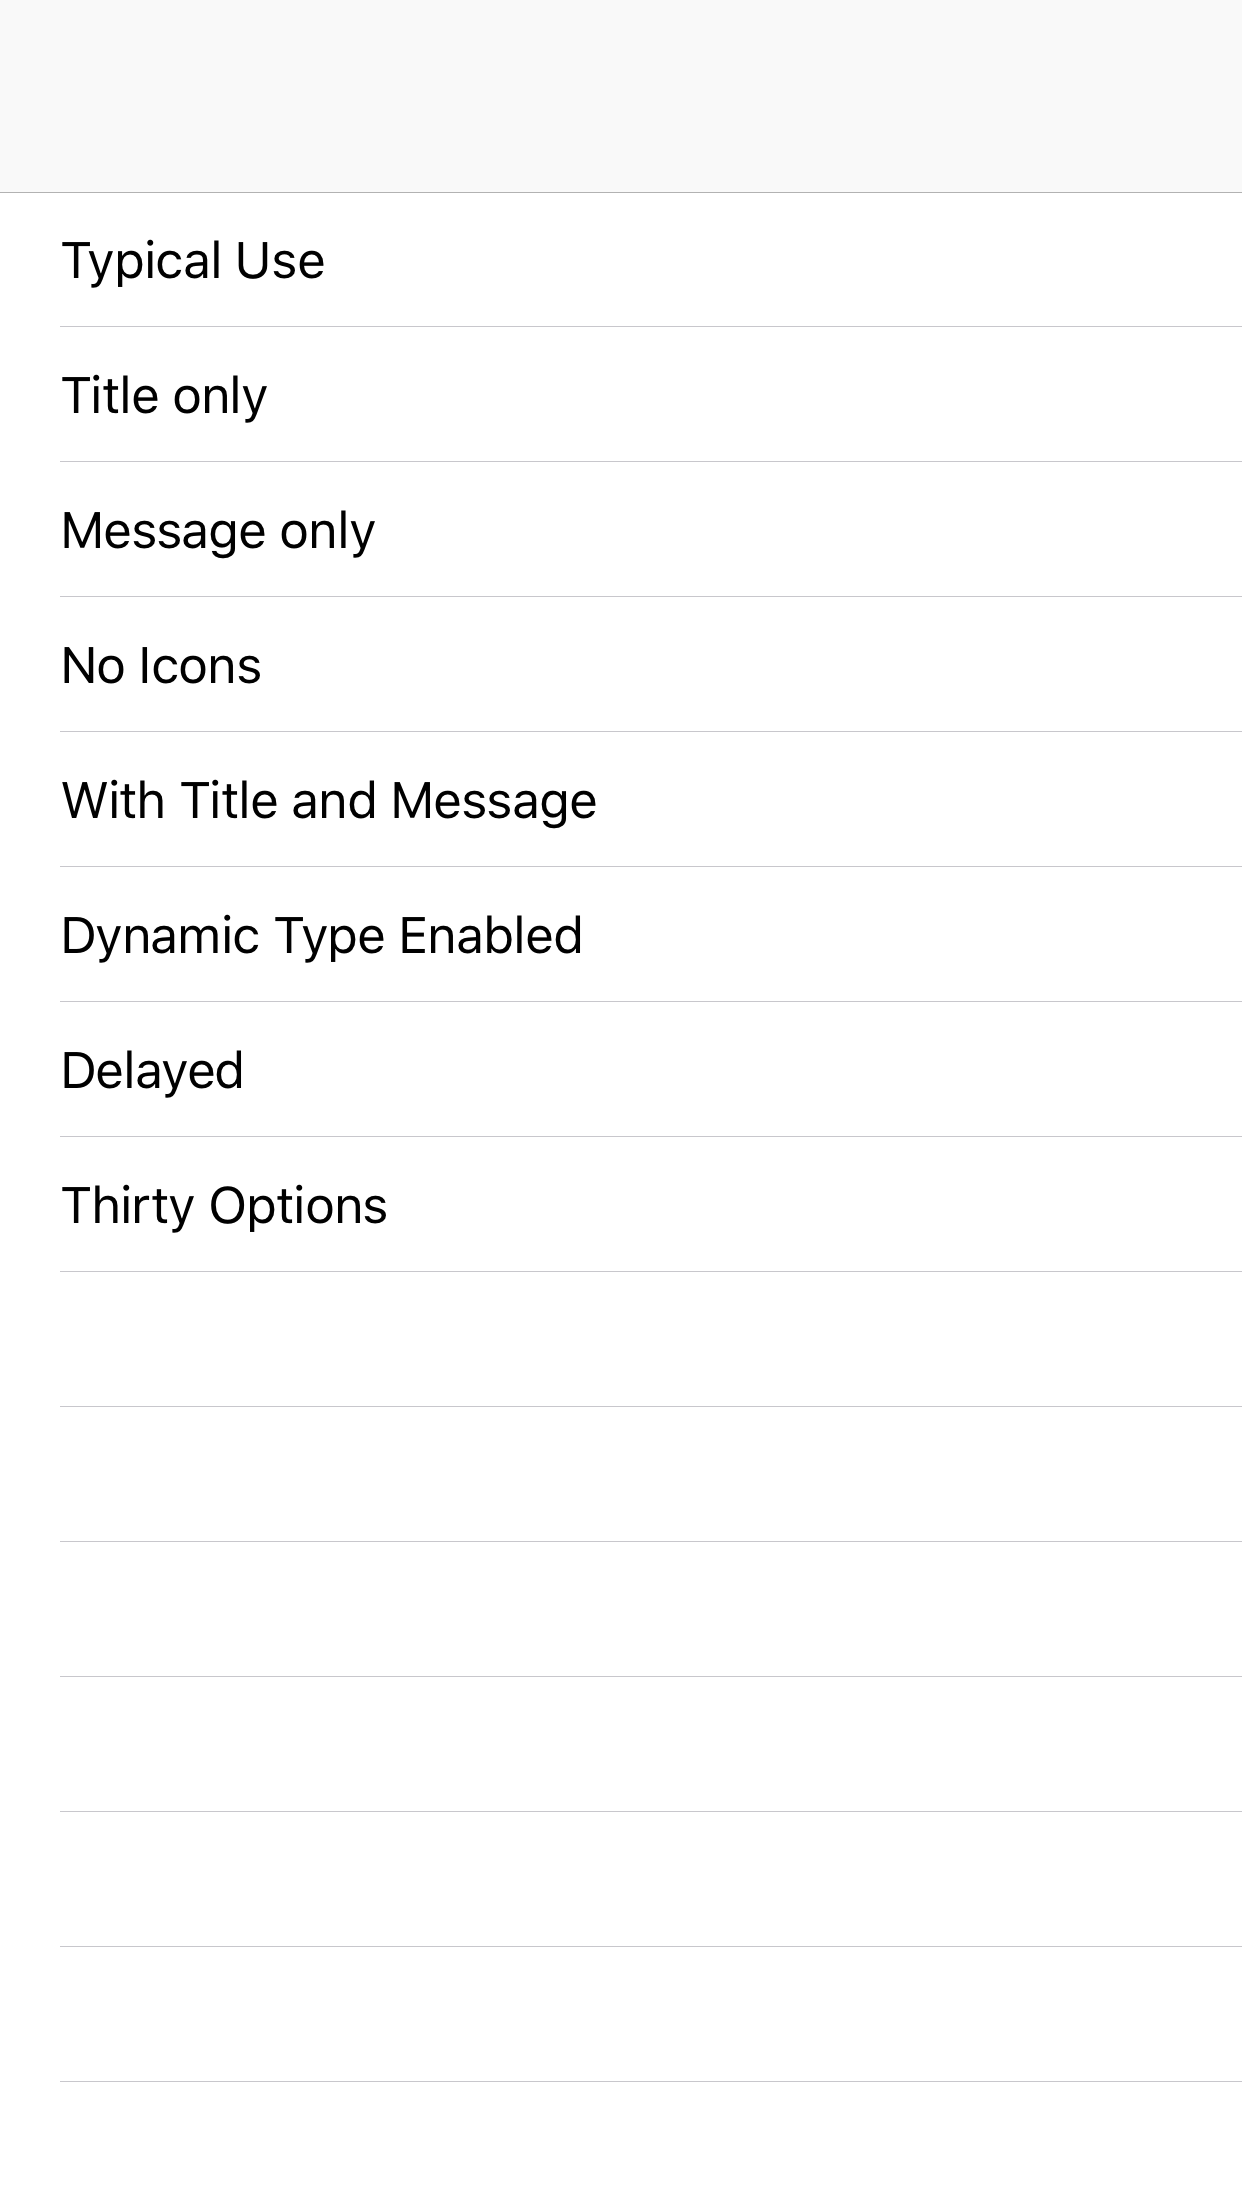 Typical Use
Title only
Message only
No Icons
With Title and Message
Dynamic Type Enabled
Delayed
Thirty Options